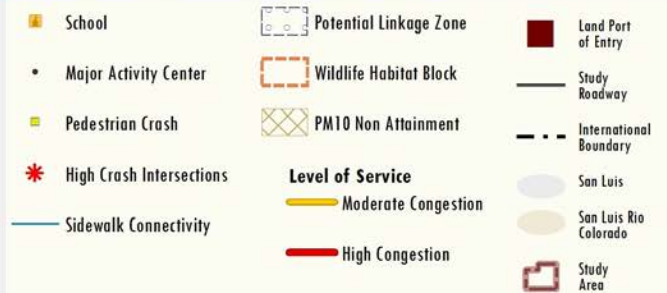 School
Major Activity Center
Pedestrian Crash
High Crash Intersections
Sidewalk Connectivity
Potential Linkage Zone
Wildlife Habitat Block
PM10 Non Attainment
Level of Service
Moderate Congestion
High Congestion
Land Port
of Entry
Study
Roadway
International
Boundary
San Luis
San Luis Rio
Colorado
Study
Area